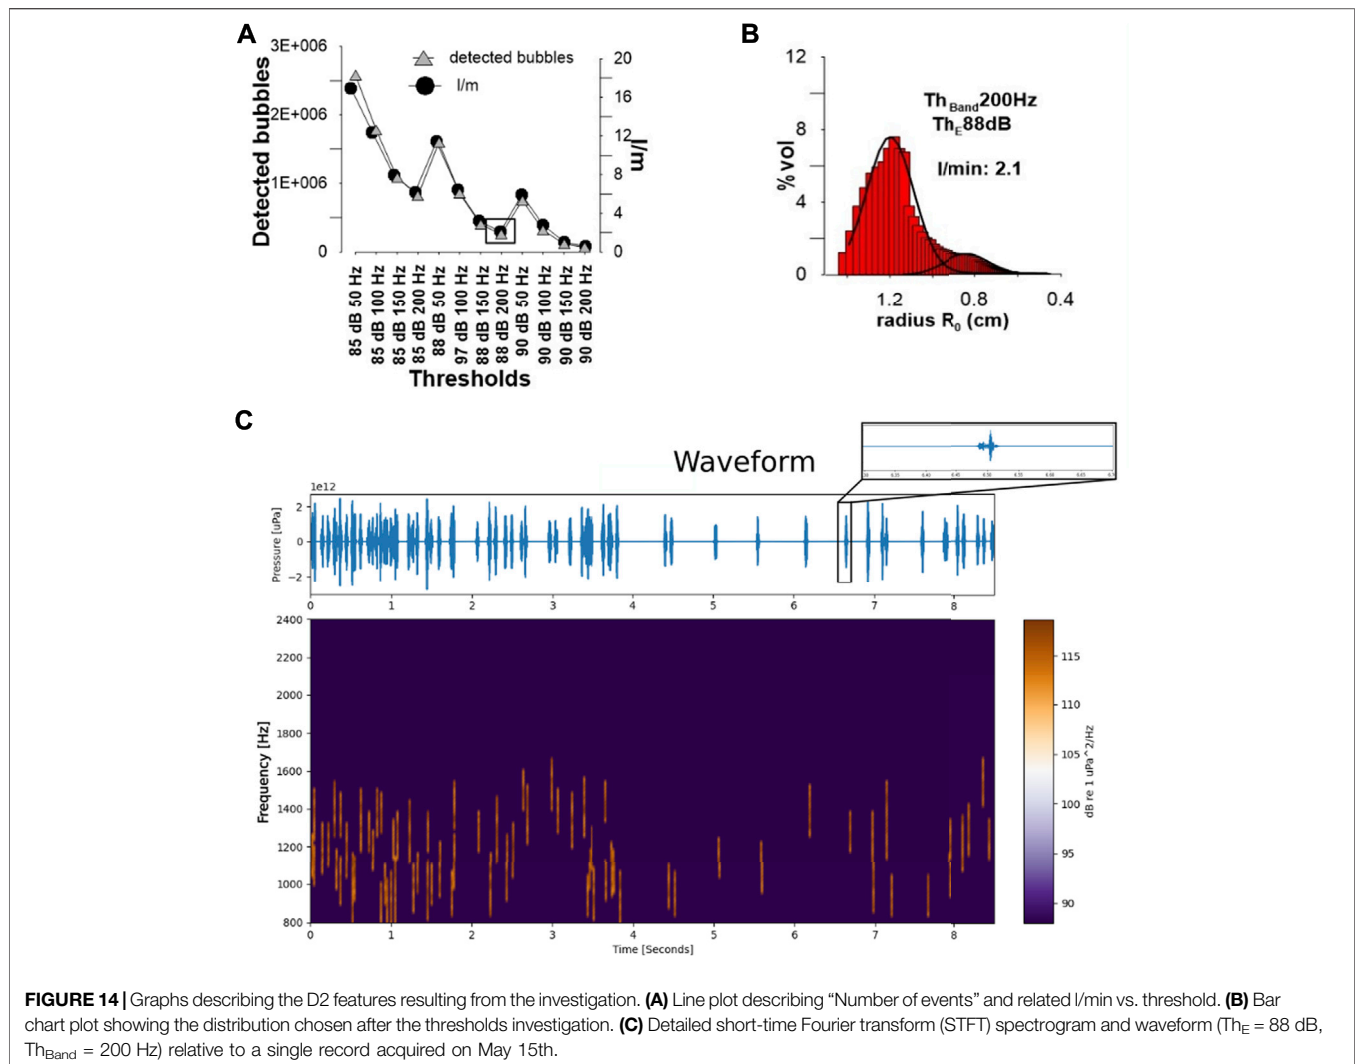 A
3E+006
2E+006
1E+006
0
Detected bubbles
detected bubbles
l/m
20
16
12
8
4
0
l/m
85 dB 50 Hz
85 dB 100 Hz
85 dB 150 Hz
85 dB 200 Hz
88 dB 50 Hz
97 dB 100 Hz
88 dB 150 Hz
88 dB 200 Hz
90 dB 50 Hz
90 dB 100 Hz
90 dB 150 Hz
90 dB 200 Hz
Thresholds
B
12
8
4
0
% vol
Th Band 200Hz
Th E 88dB
l/min: 2.1
1.2 0.8 0.4
radius R0 (cm)
C
Waveform
1e12
2
0
−2
Pressure [uPa]
0 1 2 3 4 5 6 7 8
2400
2200
2000
1800
1600
1400
1200
1000
800
Frequency [Hz]
0 1 2 3 4 5 6 7 8
Time [Seconds]
115
110
105
100
95
90
dB re 1 uPa^2/Hz
FIGURE 14 | Graphs describing the D2 features resulting from the investigation. (A) Line plot describing “Number of events” and related l/min vs. threshold. (B) Bar
chart plot showing the distribution chosen after the thresholds investigation. (C) Detailed short-time Fourier transform (STFT) spectrogram and waveform (ThE = 88 dB,
ThBand = 200 Hz) relative to a single record acquired on May 15th.